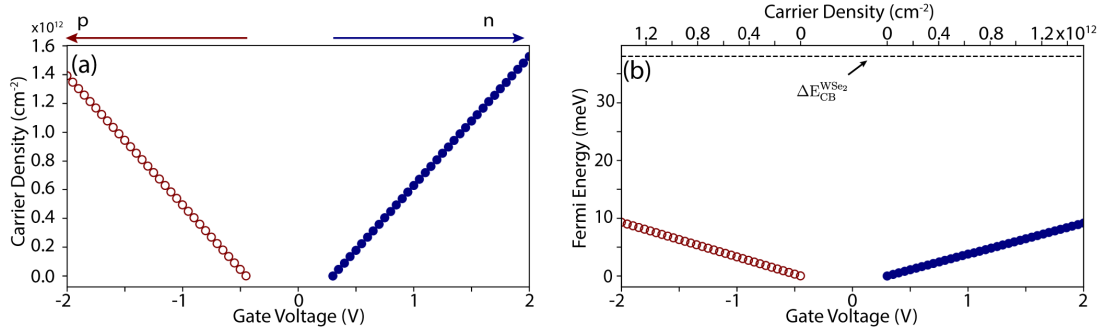 p
n
x10¹²
(a)
1.6
1.4
1.2
1.0
0.8
0.6
0.4
0.2
0.0
Carrier Density (cm⁻²)
-2
-1
0
1
2
Gate Voltage (V)
Carrier Density (cm⁻²)
1.2
0.8
0.4
0
0
0.4
0.8
1.2x10¹²
(b)
ΔE_CB^WSe₂
30
20
10
0
Fermi Energy (meV)
-2
-1
0
1
2
Gate Voltage (V)